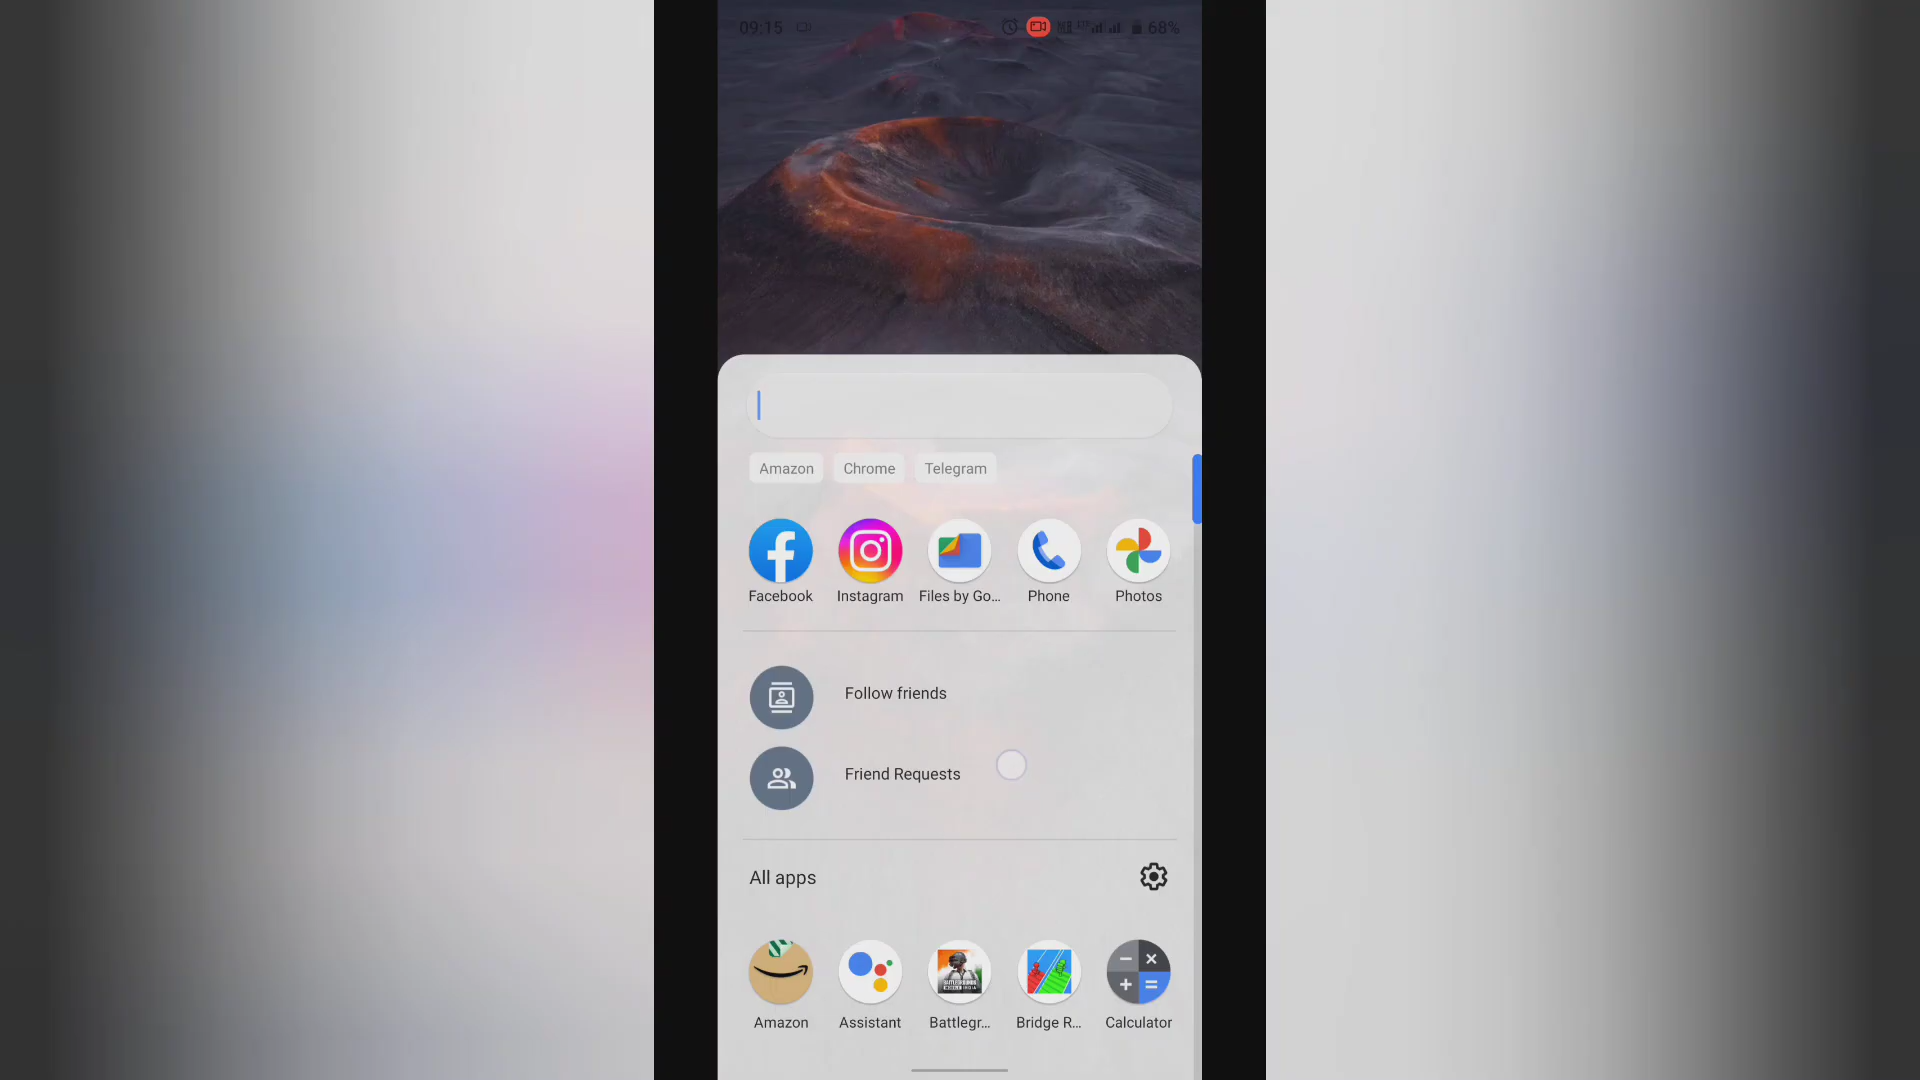 09:15
68%
Amazon
Chrome
Telegram
Facebook
Instagram
Files by Go...
Phone
Photos
Follow friends
Friend Requests
All apps
Amazon
Assistant
Battlegr...
Bridge R...
Calculator